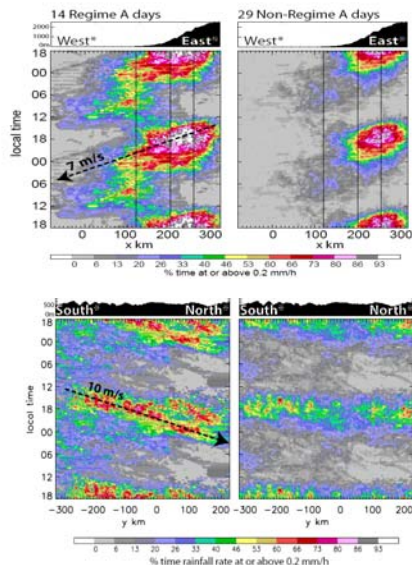 14 Regime A days
29 Non-Regime A days
2000
1000
0m
West* East*
West* East*
local time
18
00
06
12
18
00
06
12
18
7 m/s
0 100 200 300
x km
0 100 200 300
x km
0 6 13 20 26 33 40 46 53 60 66 73 80 86 93
% time at or above 0.2 mm/h
500
0m
South* North*
South* North*
local time
18
00
06
12
18
00
06
12
18
10 m/s
-300 -200 -100 0 100 200
y km
-300 -200 -100 0 100 200
y km
0 6 13 20 26 33 40 46 53 60 66 73 80 86 93
% time rainfall rate at or above 0.2 mm/h